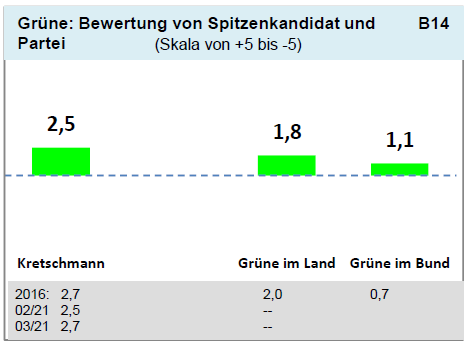 Grüne: Bewertung von Spitzenkandidat und B14
Partei (Skala von +5 bis -5)
2,5 1,8 1,1
Kretschmann Grüne im Land Grüne im Bund
2016: 2,7 2,0 0,7
02/21 2,5 --
03/21 2,7 --